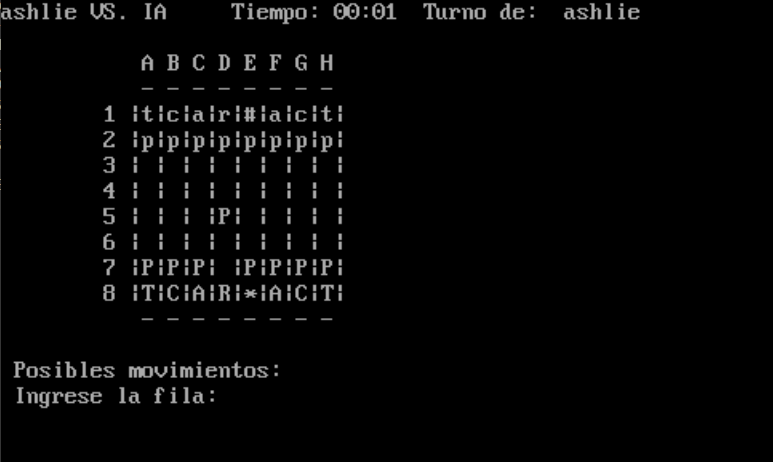 ashlie VS. IA     Tiempo: 00:01  Turno de:  ashlie
A B C D E F G H
- - - - - - - -
1 |t|c|a|r|#|a|c|t|
2 |p|p|p|p|p|p|p|p|
3 | | | | | | | | |
4 | | | | | | | | |
5 | | | |P| | | | |
6 | | | | | | | | |
7 |P|P|P| |P|P|P|P|
8 |T|C|A|R|*|A|C|T|
- - - - - - - -
Posibles movimientos:
Ingrese la fila: